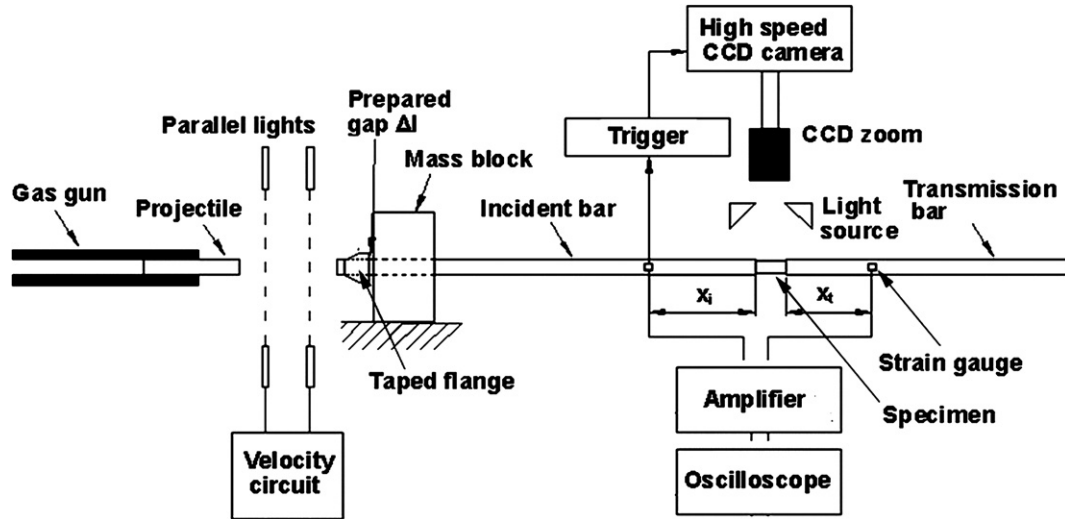 High speed
CCD camera
Prepared
gap Δl
Parallel lights
Trigger
CCD zoom
Mass block
Gas gun
Projectile
Incident bar
Light
source
Transmission
bar
Xi
Xt
Taped flange
Strain gauge
Amplifier
Specimen
Velocity
circuit
Oscilloscope